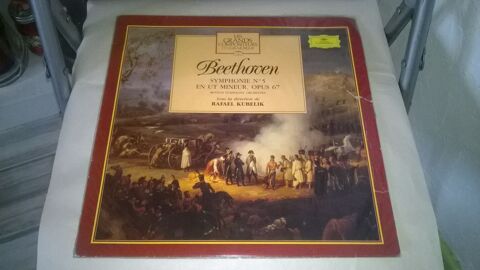 LES
GRANDS
COMPOSITEURS
Beethoven
SYMPHONIE N° 5
EN UT MINEUR, OPUS 67
BOSTON SYMPHONY ORCHESTRA
Sous la direction de
RAFAEL KUBELIK